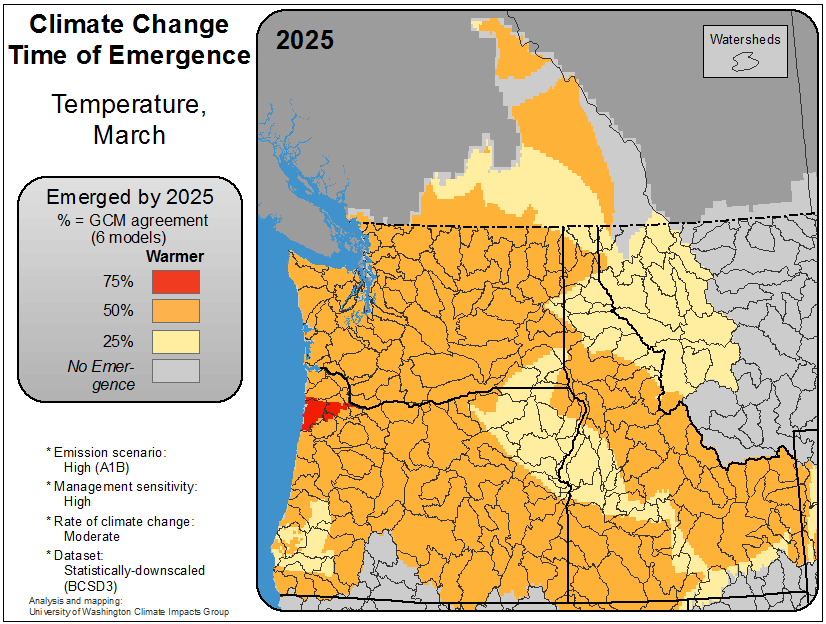 Climate Change
Time of Emergence
Temperature,
March
Emerged by 2025
% = GCM agreement
(6 models)
Warmer
75%
50%
25%
No Emer-
gence
* Emission scenario:
High (A1B)
* Management sensitivity:
High
* Rate of climate change:
Moderate
* Dataset:
Statistically-downscaled
(BCSD3)
Analysis and mapping:
University of Washington Climate Impacts Group
2025
Watersheds